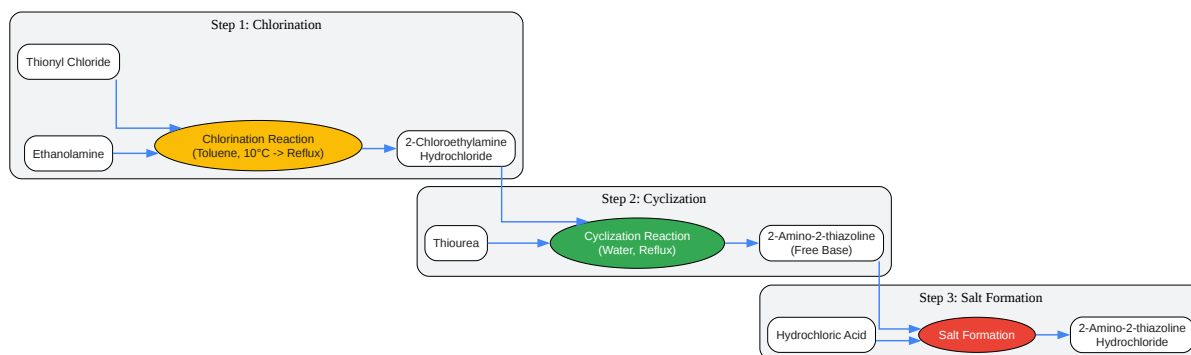 Step 1: Chlorination
Thionyl Chloride
Ethanolamine
Chlorination Reaction
(Toluene, 10°C -> Reflux)
2-Chloroethylamine
Hydrochloride
Step 2: Cyclization
Thiourea
Cyclization Reaction
(Water, Reflux)
2-Amino-2-thiazoline
(Free Base)
Step 3: Salt Formation
Hydrochloric Acid
Salt Formation
2-Amino-2-thiazoline
Hydrochloride